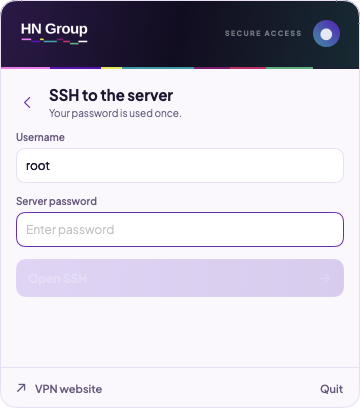 HN Group
SECURE ACCESS
SSH to the server
Your password is used once.
Username
root
Server password
Enter password
Open SSH
VPN website
Quit